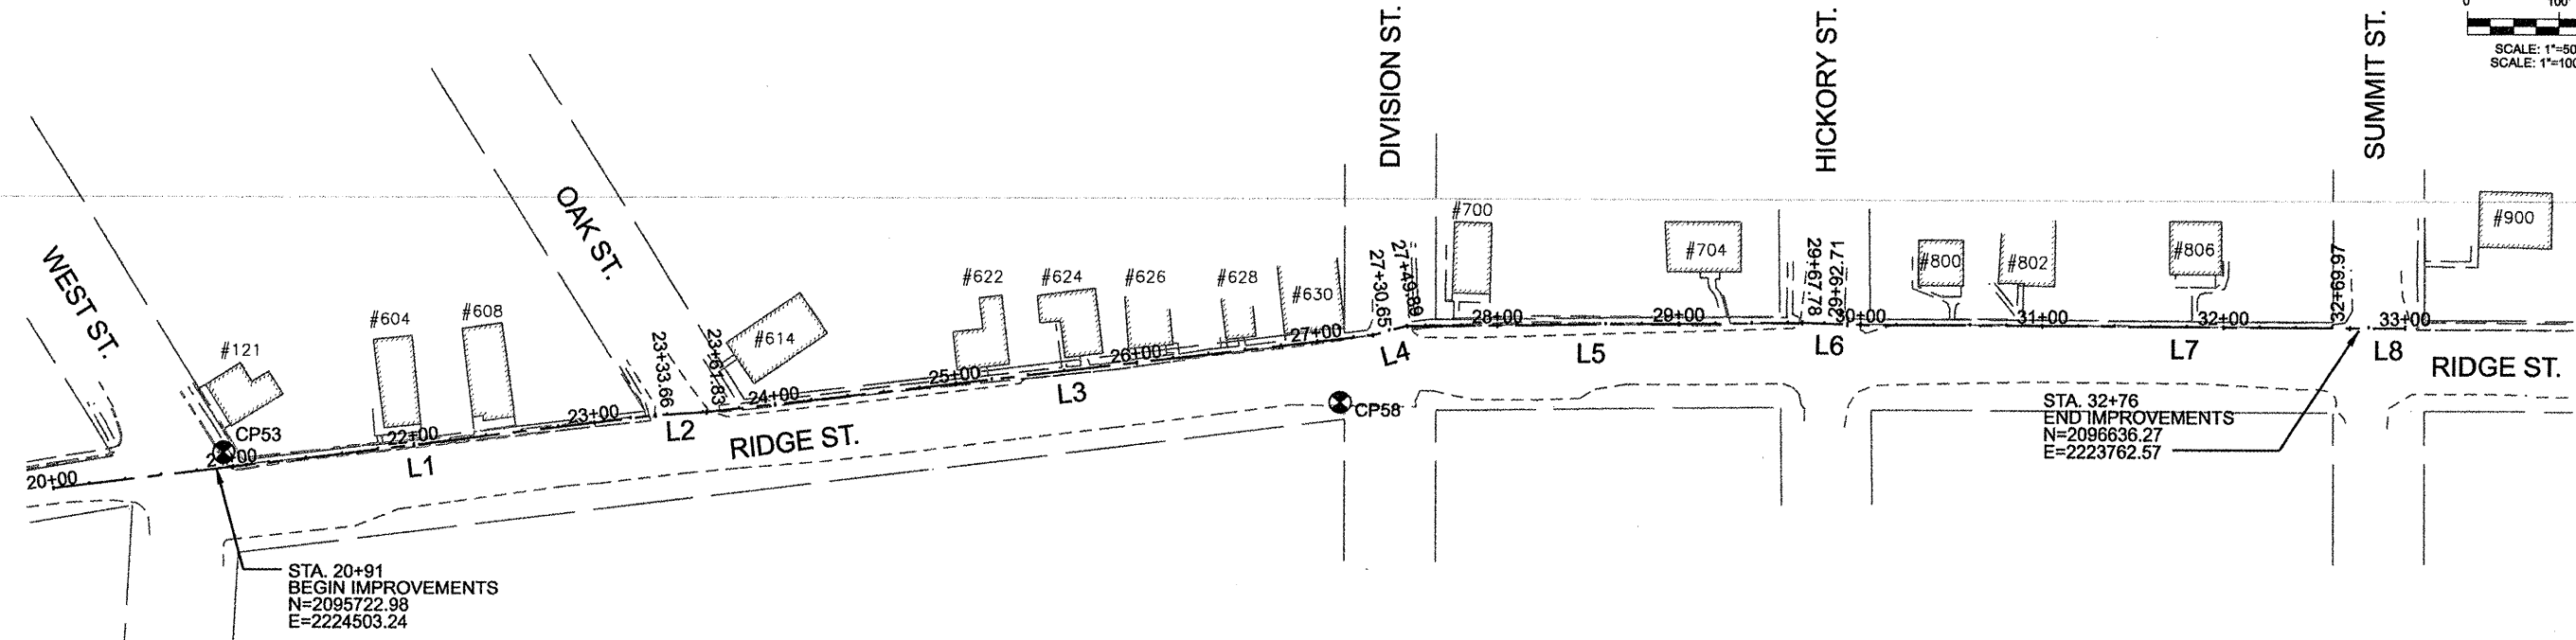 DIVISION ST.
HICKORY ST.
SUMMIT ST.
0 100'
SCALE: 1"=50
SCALE: 1"=100
WEST ST.
OAK ST.
#121
#604
#608
#614
#622
#624
#626
#628
#630
#700
#704
#800
#802
#806
#900
23+33.66
23+61.83
27+30.65
27+49.89
29+67.78
29+92.71
32+69.97
CP53
CP58
20+00
22+00
23+00
24+00
25+00
26+00
27+00
28+00
29+00
30+00
31+00
32+00
33+00
L1
L2
L3
L4
L5
L6
L7
L8
RIDGE ST.
RIDGE ST.
STA. 20+91
BEGIN IMPROVEMENTS
N=2095722.98
E=2224503.24
STA. 32+76
END IMPROVEMENTS
N=2096636.27
E=2223762.57